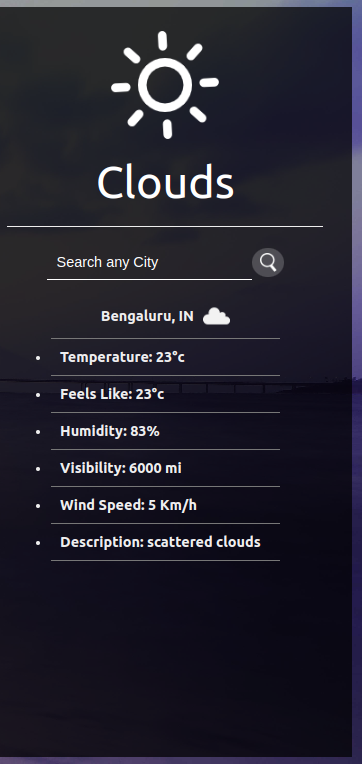 Clouds
Search any City
Bengaluru, IN
Temperature: 23°c
Feels Like: 23°c
Humidity: 83%
Visibility: 6000 mi
Wind Speed: 5 Km/h
Description: scattered clouds